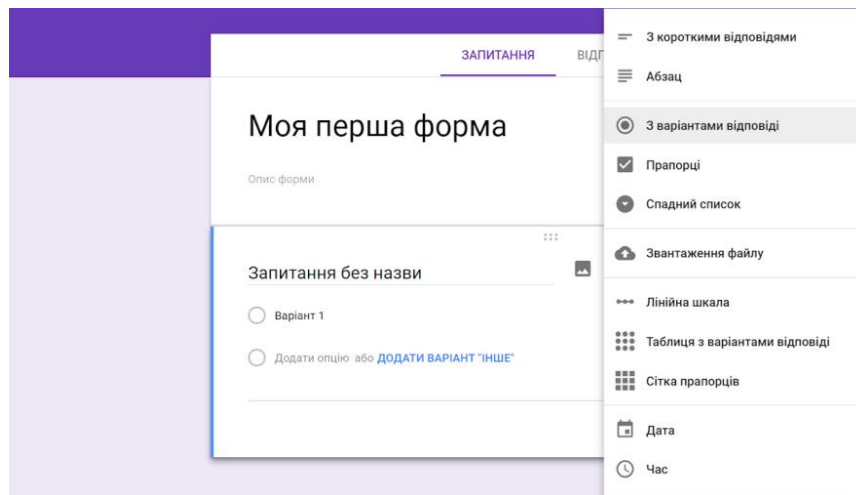 ЗАПИТАННЯ
Моя перша форма
Опис форми
Запитання без назви
Варіант 1
Додати опцію або ДОДАТИ ВАРІАНТ "ІНШЕ"
З короткими відповідями
Абзац
З варіантами відповіді
Прапорці
Спадний список
Звантаження файлу
Лінійна шкала
Таблиця з варіантами відповіді
Сітка прапорців
Дата
Час